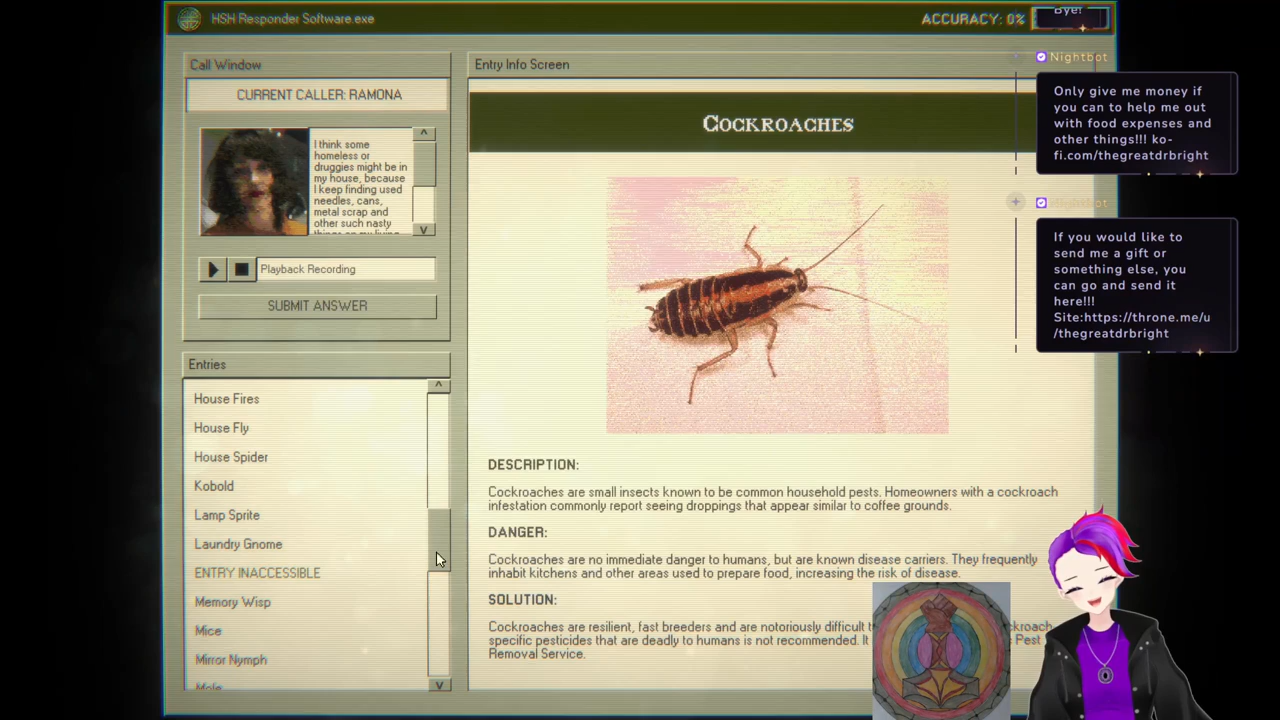 HSH Responder Software.exe
ACCURACY: 0%
Bye!
Call Window
Entry Info Screen
CURRENT CALLER: RAMONA
I think some
homeless or
druggies might be in
my house, because
I keep finding used
needles, cans,
metal scrap and
other such nasty
things on my living
Playback Recording
SUBMIT ANSWER
Entries
House Fires
House Fly
House Spider
Kobold
Lamp Sprite
Laundry Gnome
ENTRY INACCESSIBLE
Memory Wisp
Mice
Mirror Nymph
Mole
COCKROACHES
DESCRIPTION:
Cockroaches are small insects known to be common household pests. Homeowners with a cockroach
infestation commonly report seeing droppings that appear similar to coffee grounds.
DANGER:
Cockroaches are no immediate danger to humans, but are known disease carriers. They frequently
inhabit kitchens and other areas used to prepare food, increasing the risk of disease.
SOLUTION:
Cockroaches are resilient, fast breeders and are notoriously difficult ckroach
specific pesticides that are deadly to humans is not recommended. It s Pest
Removal Service.
Nightbot
Only give me money if
you can to help me out
with food expenses and
other things!!! ko-
fi.com/thegreatdrbright
Nightbot
If you would like to
send me a gift or
something else, you
can go and send it
here!!!
Site:https://throne.me/u
/thegreatdrbright